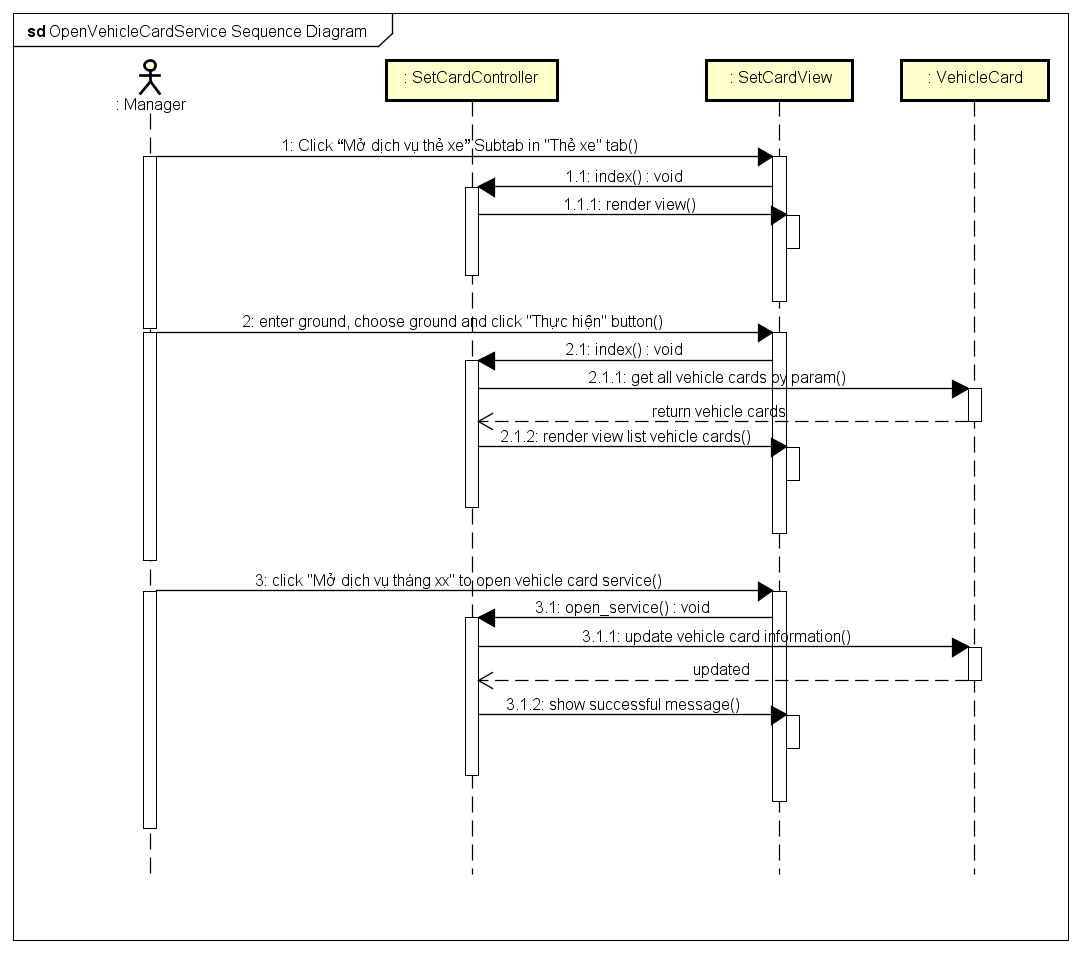 sd OpenVehicleCardService Sequence Diagram
: Manager
: SetCardController
: SetCardView
: VehicleCard
1: Click “Mở dịch vụ thẻ xe” Subtab in "Thẻ xe" tab()
1.1: index() : void
1.1.1: render view()
2: enter ground, choose ground and click "Thực hiện" button()
2.1: index() : void
2.1.1: get all vehicle cards by param()
return vehicle cards
2.1.2: render view list vehicle cards()
3: click "Mở dịch vụ tháng xx" to open vehicle card service()
3.1: open_service() : void
3.1.1: update vehicle card information()
updated
3.1.2: show successful message()